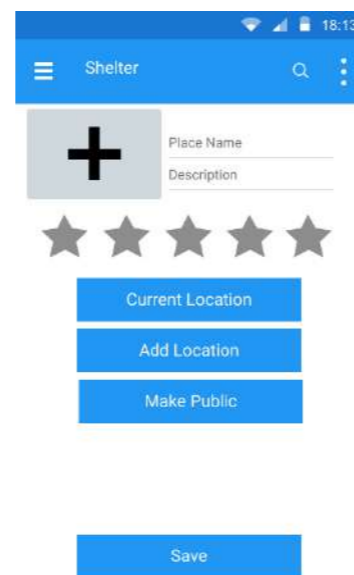 18:13
Shelter
Place Name
Description
Current Location
Add Location
Make Public
Save